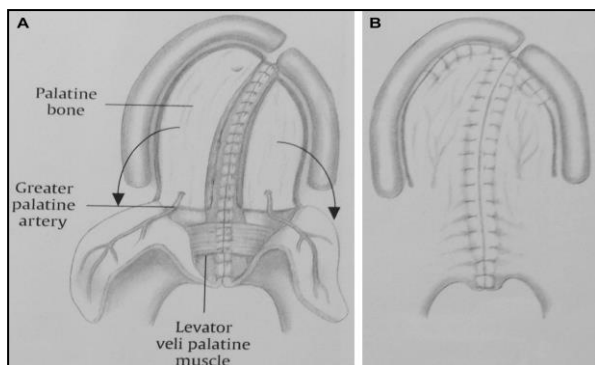 A
B
Palatine
bone
Greater
palatine
artery
Levator
veli palatine
muscle